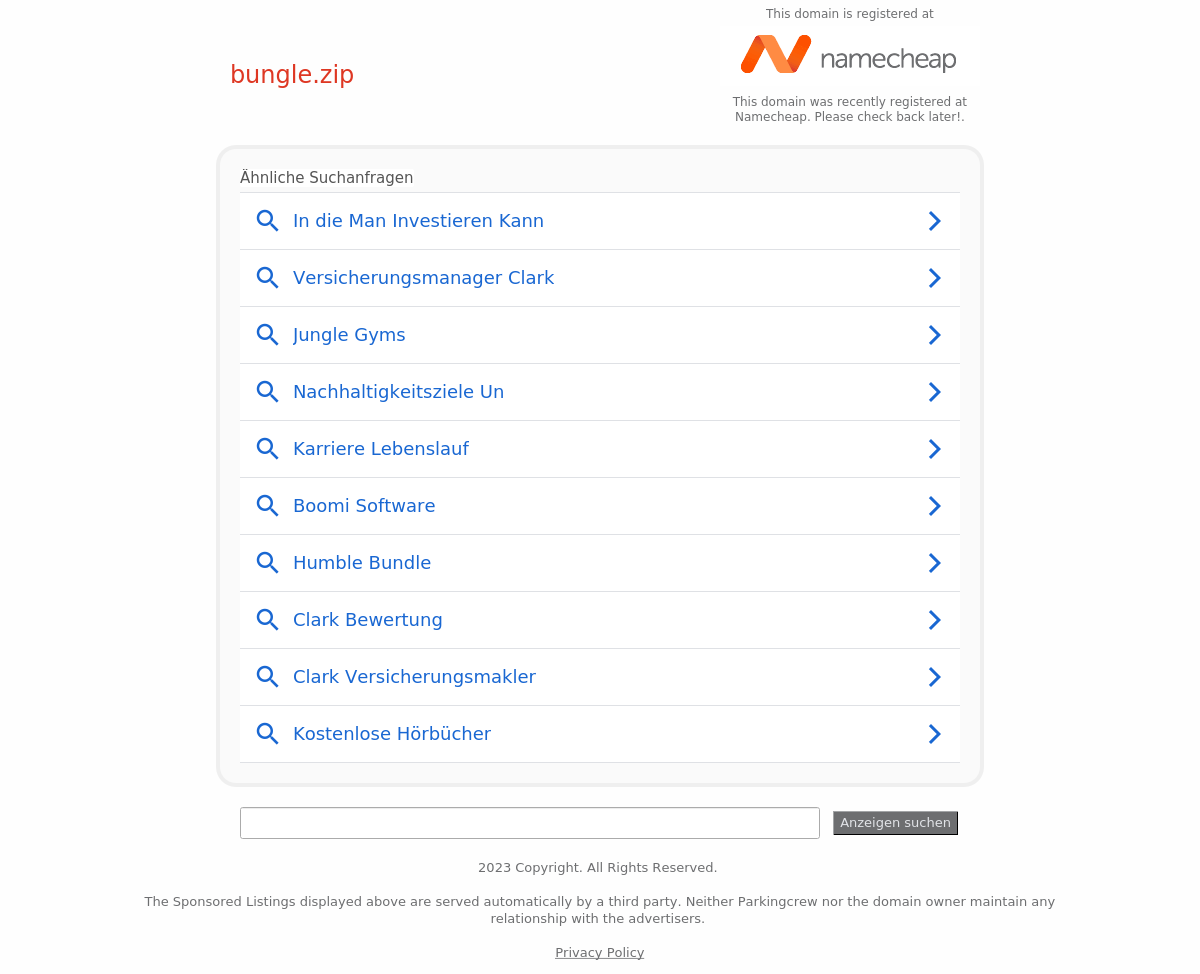 This domain is registered at
namecheap
bungle.zip
This domain was recently registered at
Namecheap. Please check back later!.
Ähnliche Suchanfragen
In die Man Investieren Kann
Versicherungsmanager Clark
Jungle Gyms
Nachhaltigkeitsziele Un
Karriere Lebenslauf
Boomi Software
Humble Bundle
Clark Bewertung
Clark Versicherungsmakler
Kostenlose Hörbücher
Anzeigen suchen
2023 Copyright. All Rights Reserved.
The Sponsored Listings displayed above are served automatically by a third party. Neither Parkingcrew nor the domain owner maintain any
relationship with the advertisers.
Privacy Policy